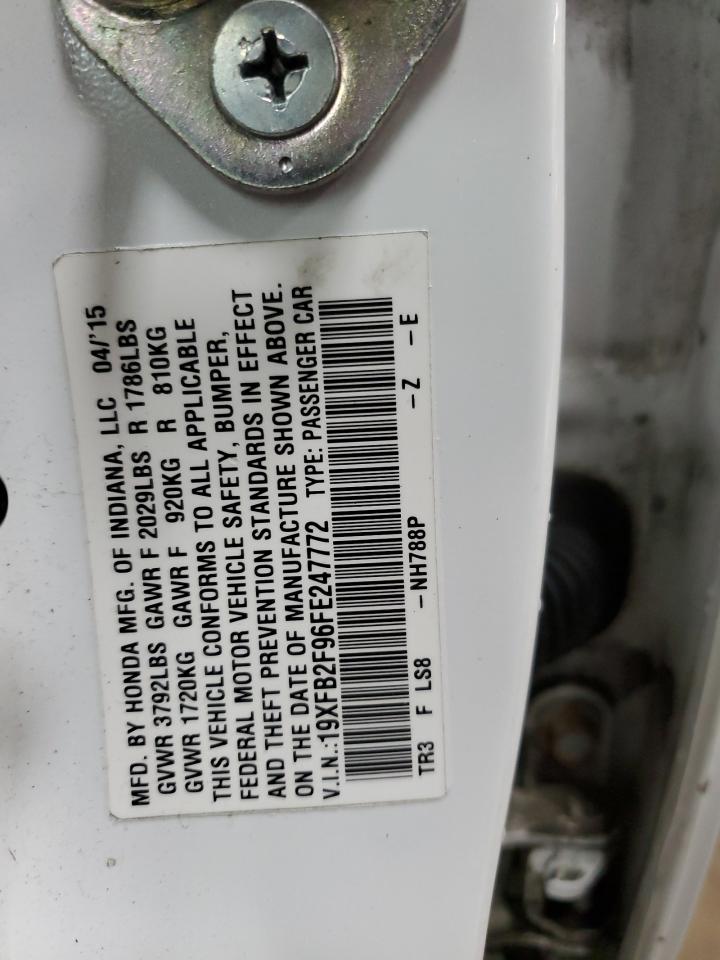 MFD. BY HONDA MFG. OF INDIANA, LLC 04/'15
GVWR 3792LBS GAWR F 2029LBS R 1786LBS
GVWR 1720KG GAWR F 920KG R 810KG
THIS VEHICLE CONFORMS TO ALL APPLICABLE
FEDERAL MOTOR VEHICLE SAFETY, BUMPER,
AND THEFT PREVENTION STANDARDS IN EFFECT
ON THE DATE OF MANUFACTURE SHOWN ABOVE.
V.I.N.:19XFB2F96FE247772 TYPE: PASSENGER CAR
TR3 F LS8 -NH788P -Z -E